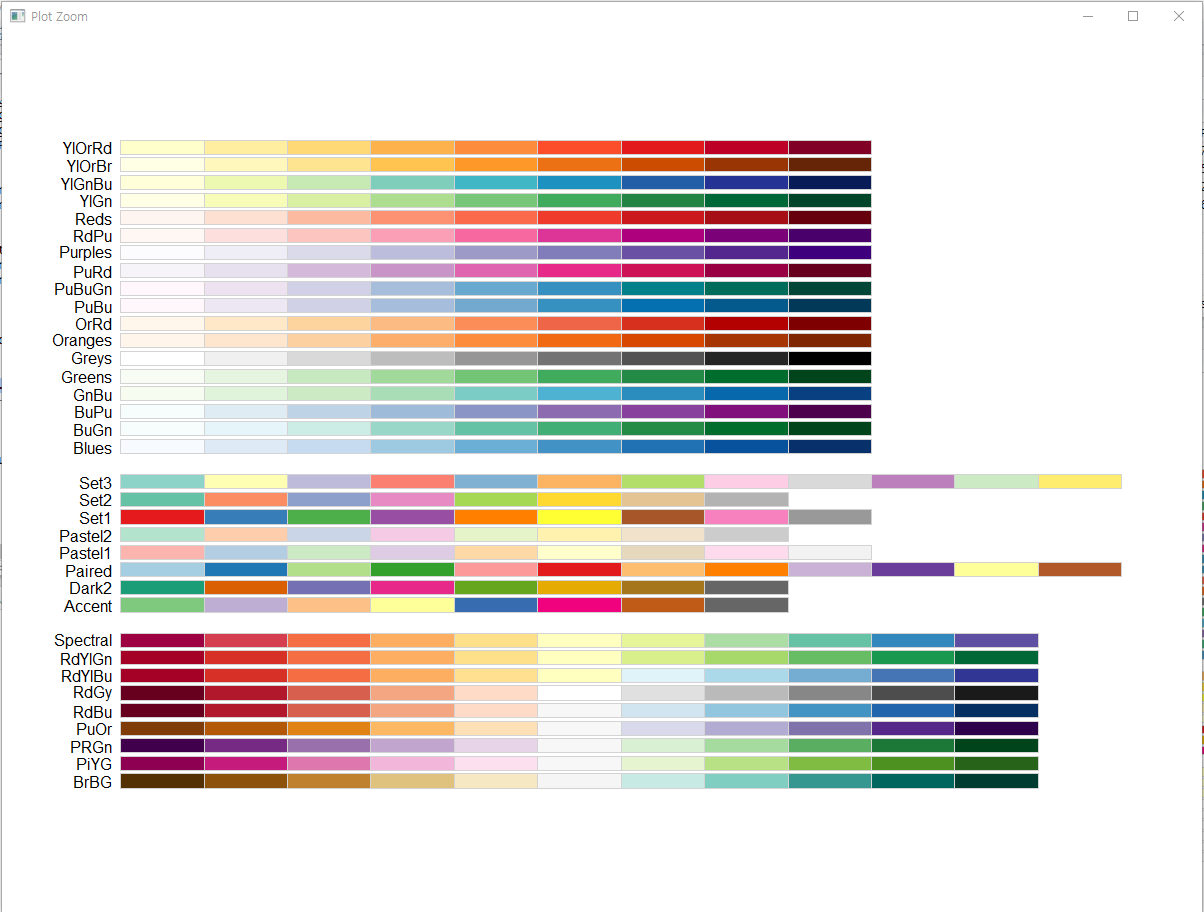 Plot Zoom
YlOrRd
YlOrBr
YlGnBu
YlGn
Reds
RdPu
Purples
PuRd
PuBuGn
PuBu
OrRd
Oranges
Greys
Greens
GnBu
BuPu
BuGn
Blues
Set3
Set2
Set1
Pastel2
Pastel1
Paired
Dark2
Accent
Spectral
RdYlGn
RdYlBu
RdGy
RdBu
PuOr
PRGn
PiYG
BrBG